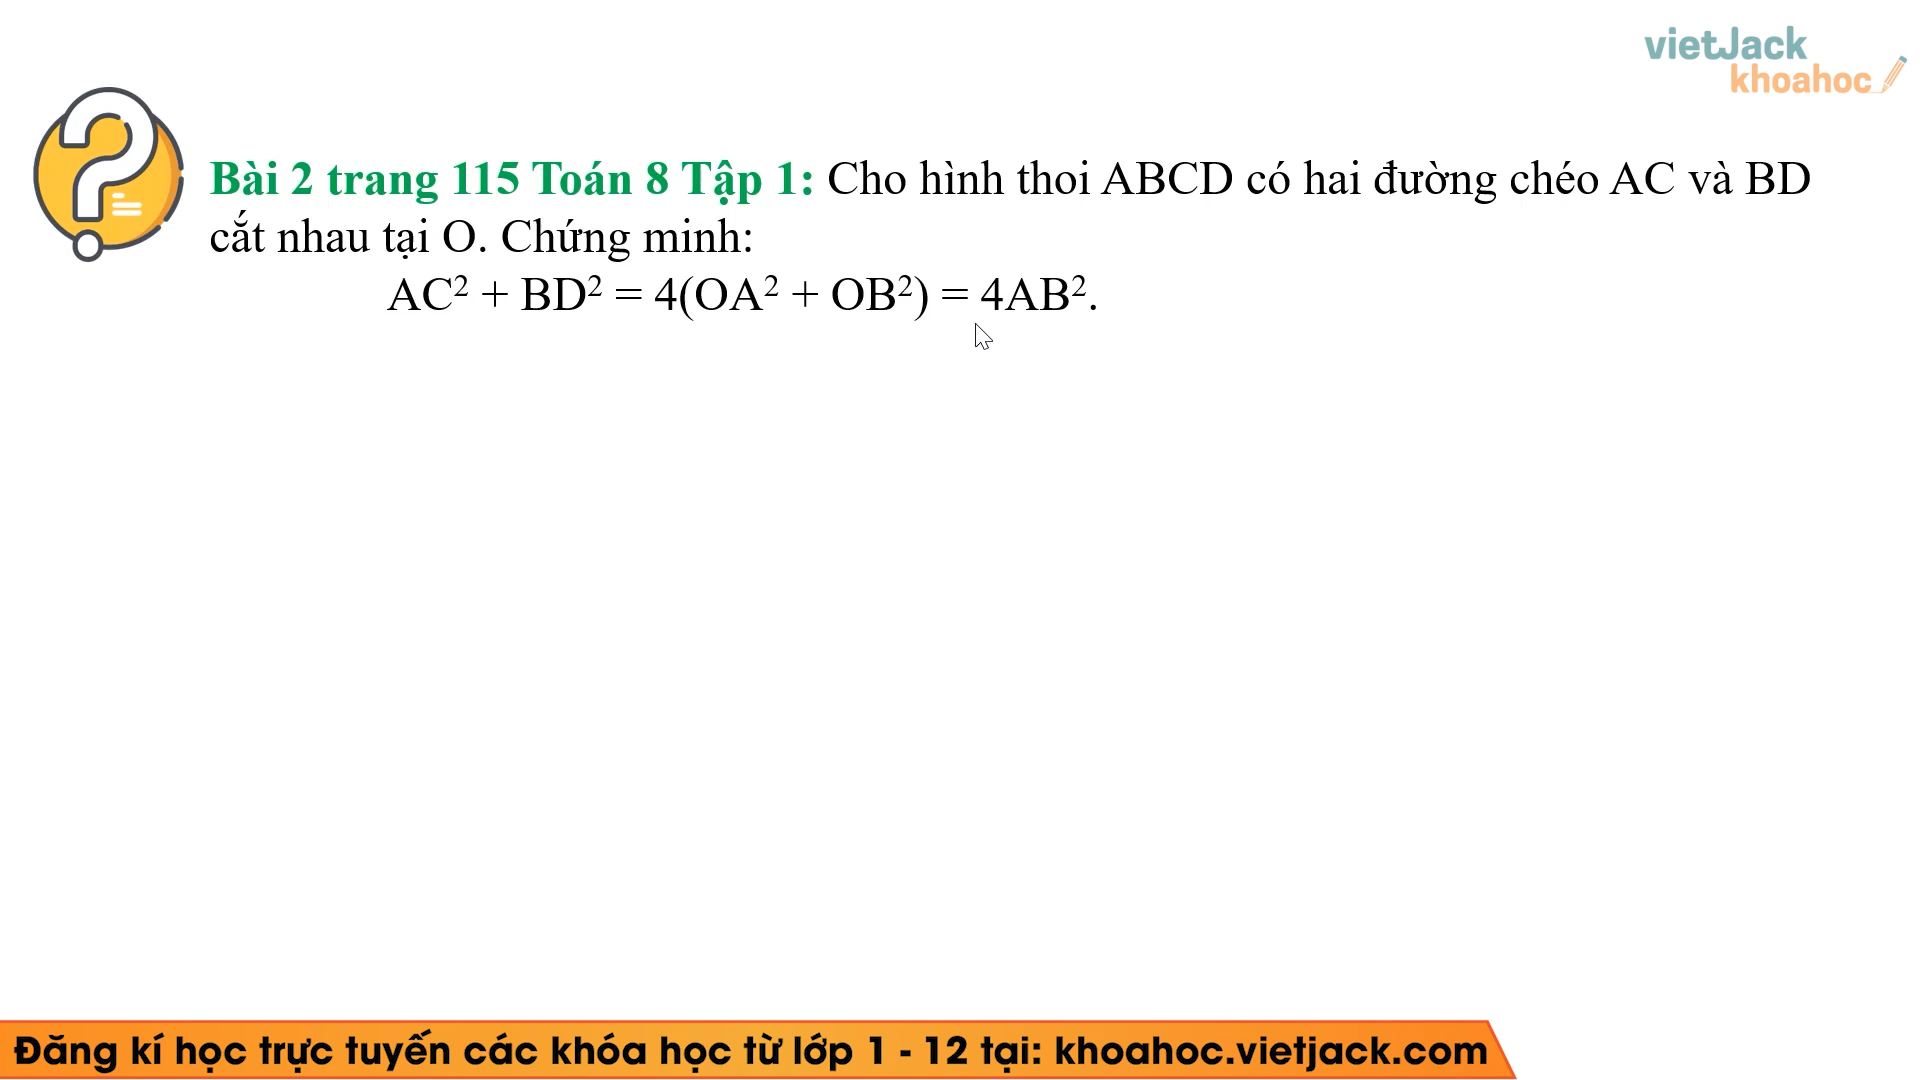 vietJack
khoahoc
Bài 2 trang 115 Toán 8 Tập 1: Cho hình thoi ABCD có hai đường chéo AC và BD
cắt nhau tại O. Chứng minh:
AC² + BD² = 4(OA² + OB²) = 4AB².
Đăng kí học trực tuyến các khóa học từ lớp 1 - 12 tại: khoahoc.vietjack.com